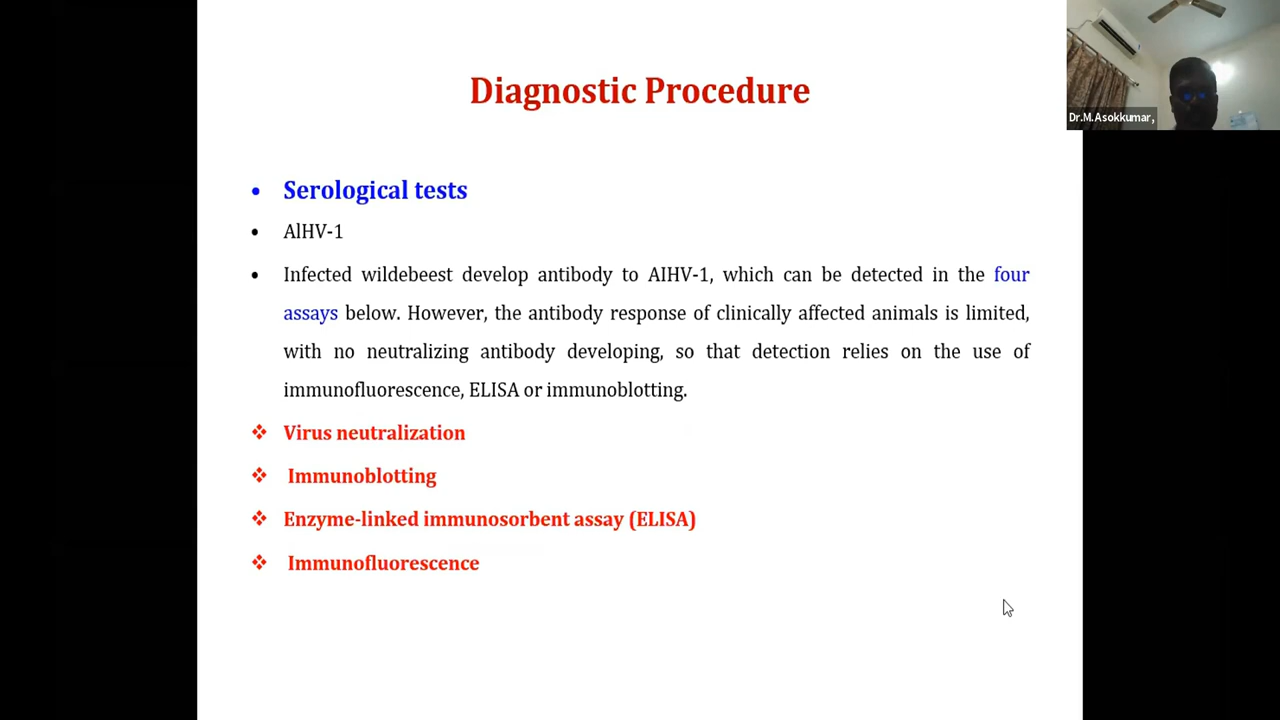 Diagnostic Procedure
Dr.M.Asokkumar,
• Serological tests
• AlHV-1
• Infected wildebeest develop antibody to AIHV-1, which can be detected in the four
assays below. However, the antibody response of clinically affected animals is limited,
with no neutralizing antibody developing, so that detection relies on the use of
immunofluorescence, ELISA or immunoblotting.
❖ Virus neutralization
❖ Immunoblotting
❖ Enzyme-linked immunosorbent assay (ELISA)
❖ Immunofluorescence